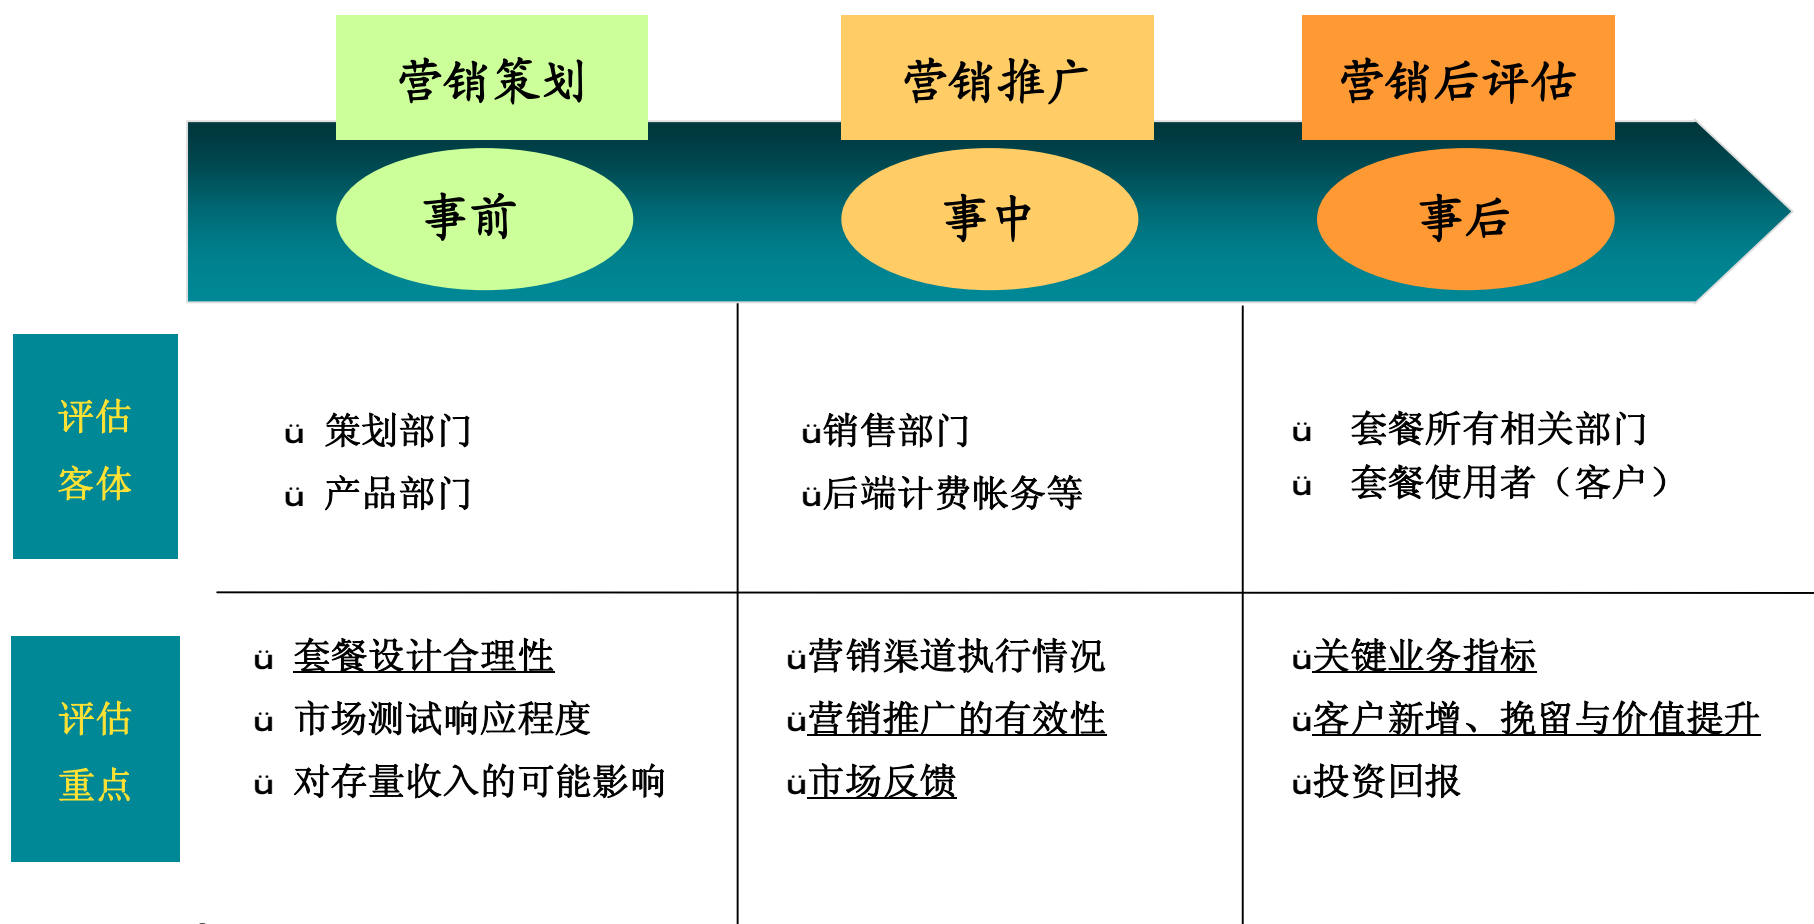 营销策划
营销推广
营销后评估
事前
事中
事后
评估
客体
ü 策划部门
ü 产品部门
ü销售部门
ü后端计费帐务等
ü 套餐所有相关部门
ü 套餐使用者（客户）
评估
重点
ü 套餐设计合理性
ü 市场测试响应程度
ü 对存量收入的可能影响
ü营销渠道执行情况
ü营销推广的有效性
ü市场反馈
ü关键业务指标
ü客户新增、挽留与价值提升
ü投资回报